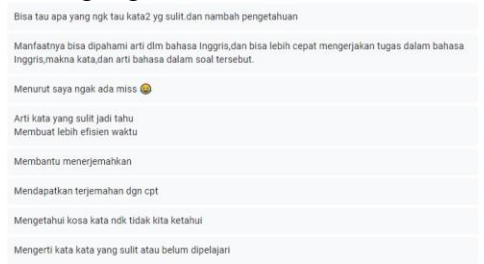 Bisa tau apa yang ngk tau kata2 yg sulit.dan nambah pengetahuan
Manfaatnya bisa dipahami arti dlm bahasa Inggris,dan bisa lebih cepat mengerjakan tugas dalam bahasa
Inggris,makna kata,dan arti bahasa dalam soal tersebut.
Menurut saya ngak ada miss 😂
Arti kata yang sulit jadi tahu
Membuat lebih efisien waktu
Membantu menerjemahkan
Mendapatkan terjemahan dgn cpt
Mengetahui kosa kata ndk tidak kita ketahui
Mengerti kata kata yang sulit atau belum dipelajari